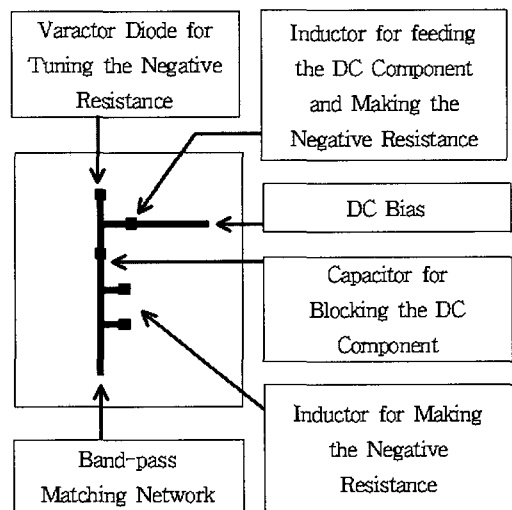 Varactor Diode for
Tuning the Negative
Resistance
Inductor for feeding
the DC Component
and Making the
Negative Resistance
DC Bias
Capacitor for
Blocking the DC
Component
Inductor for Making
the Negative
Resistance
Band-pass
Matching Network